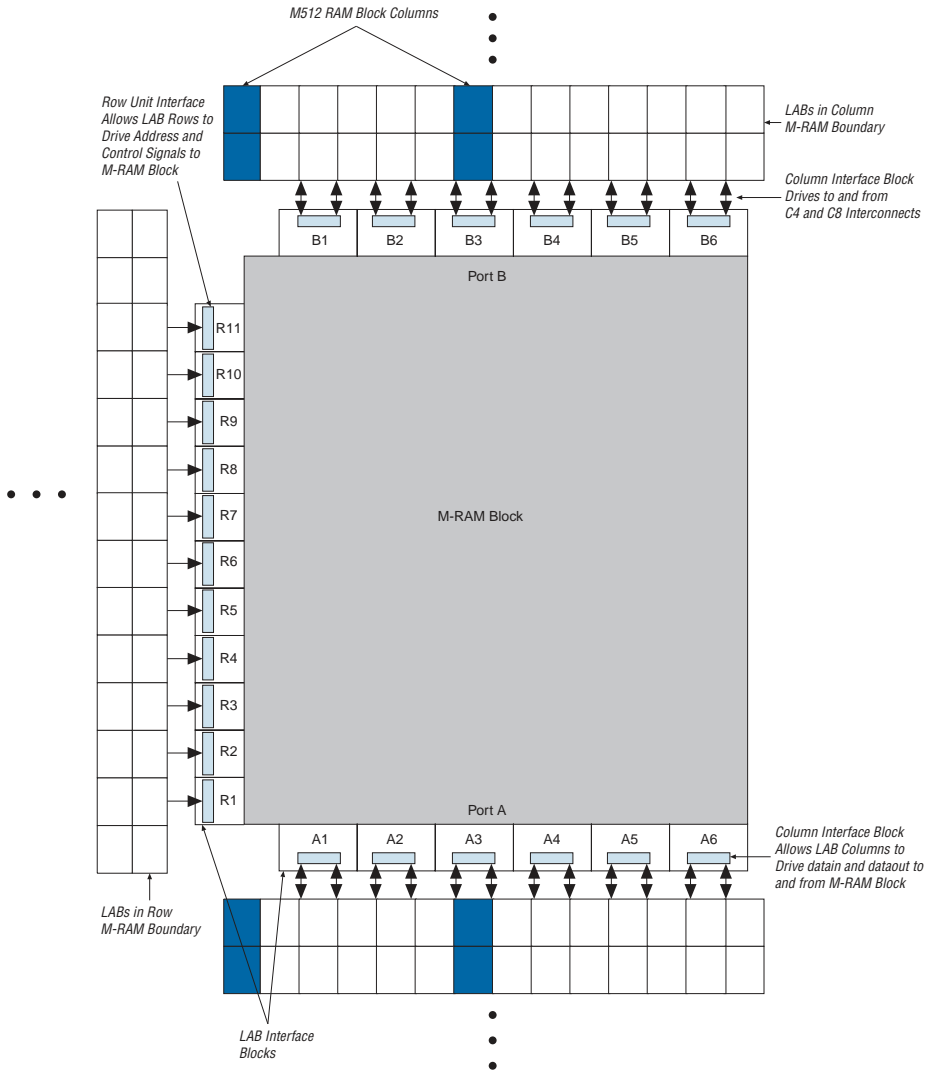 M512 RAM Block Columns
Row Unit Interface
Allows LAB Rows to
Drive Address and
Control Signals to
M-RAM Block
LABs in Column
M-RAM Boundary
Column Interface Block
Drives to and from
C4 and C8 Interconnects
B1 B2 B3 B4 B5 B6
Port B
R11
R10
R9
R8
R7
M-RAM Block
R6
R5
R4
R3
R2
R1
Port A
A1 A2 A3 A4 A5 A6
Column Interface Block
Allows LAB Columns to
Drive datain and dataout to
and from M-RAM Block
LABs in Row
M-RAM Boundary
LAB Interface
Blocks